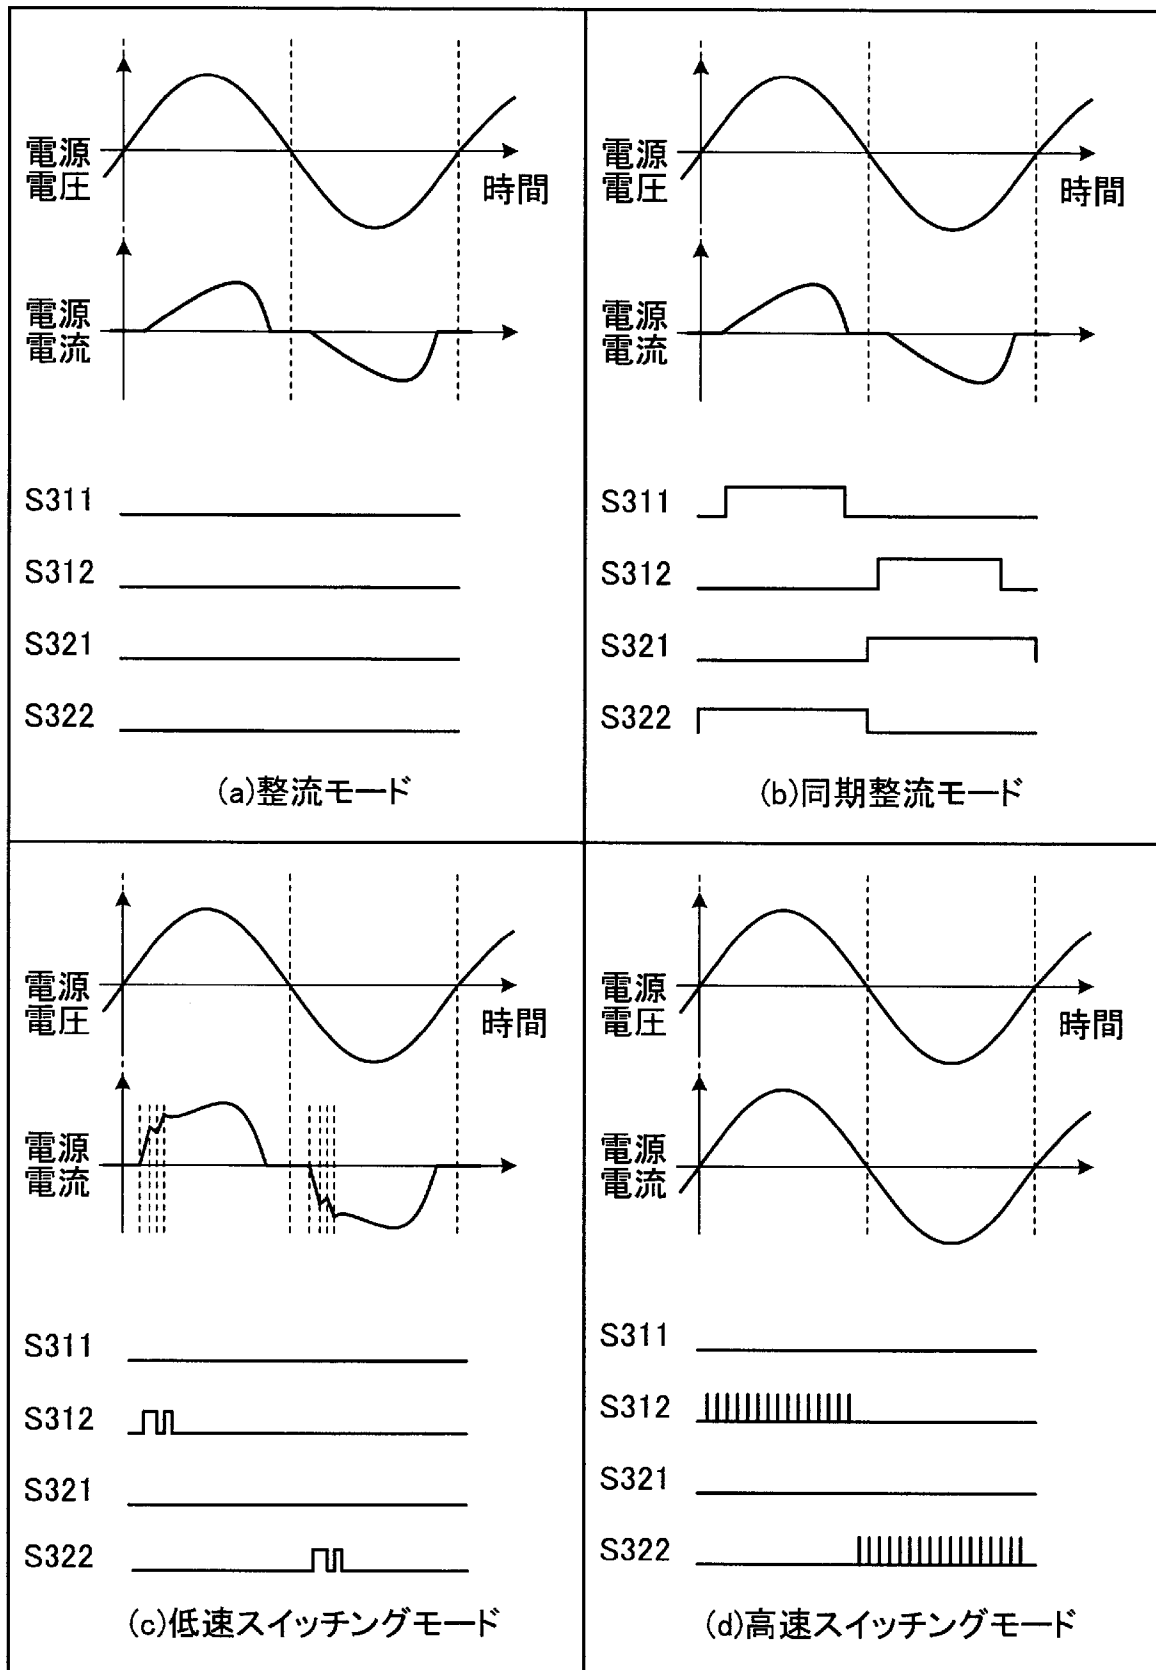 電源
電圧
時間
電源
電流
S311
S312
S321
S322
(a)整流モード
電源
電圧
時間
電源
電流
S311
S312
S321
S322
(b)同期整流モード
電源
電圧
時間
電源
電流
S311
S312
S321
S322
(c)低速スイッチングモード
電源
電圧
時間
電源
電流
S311
S312
S321
S322
(d)高速スイッチングモード